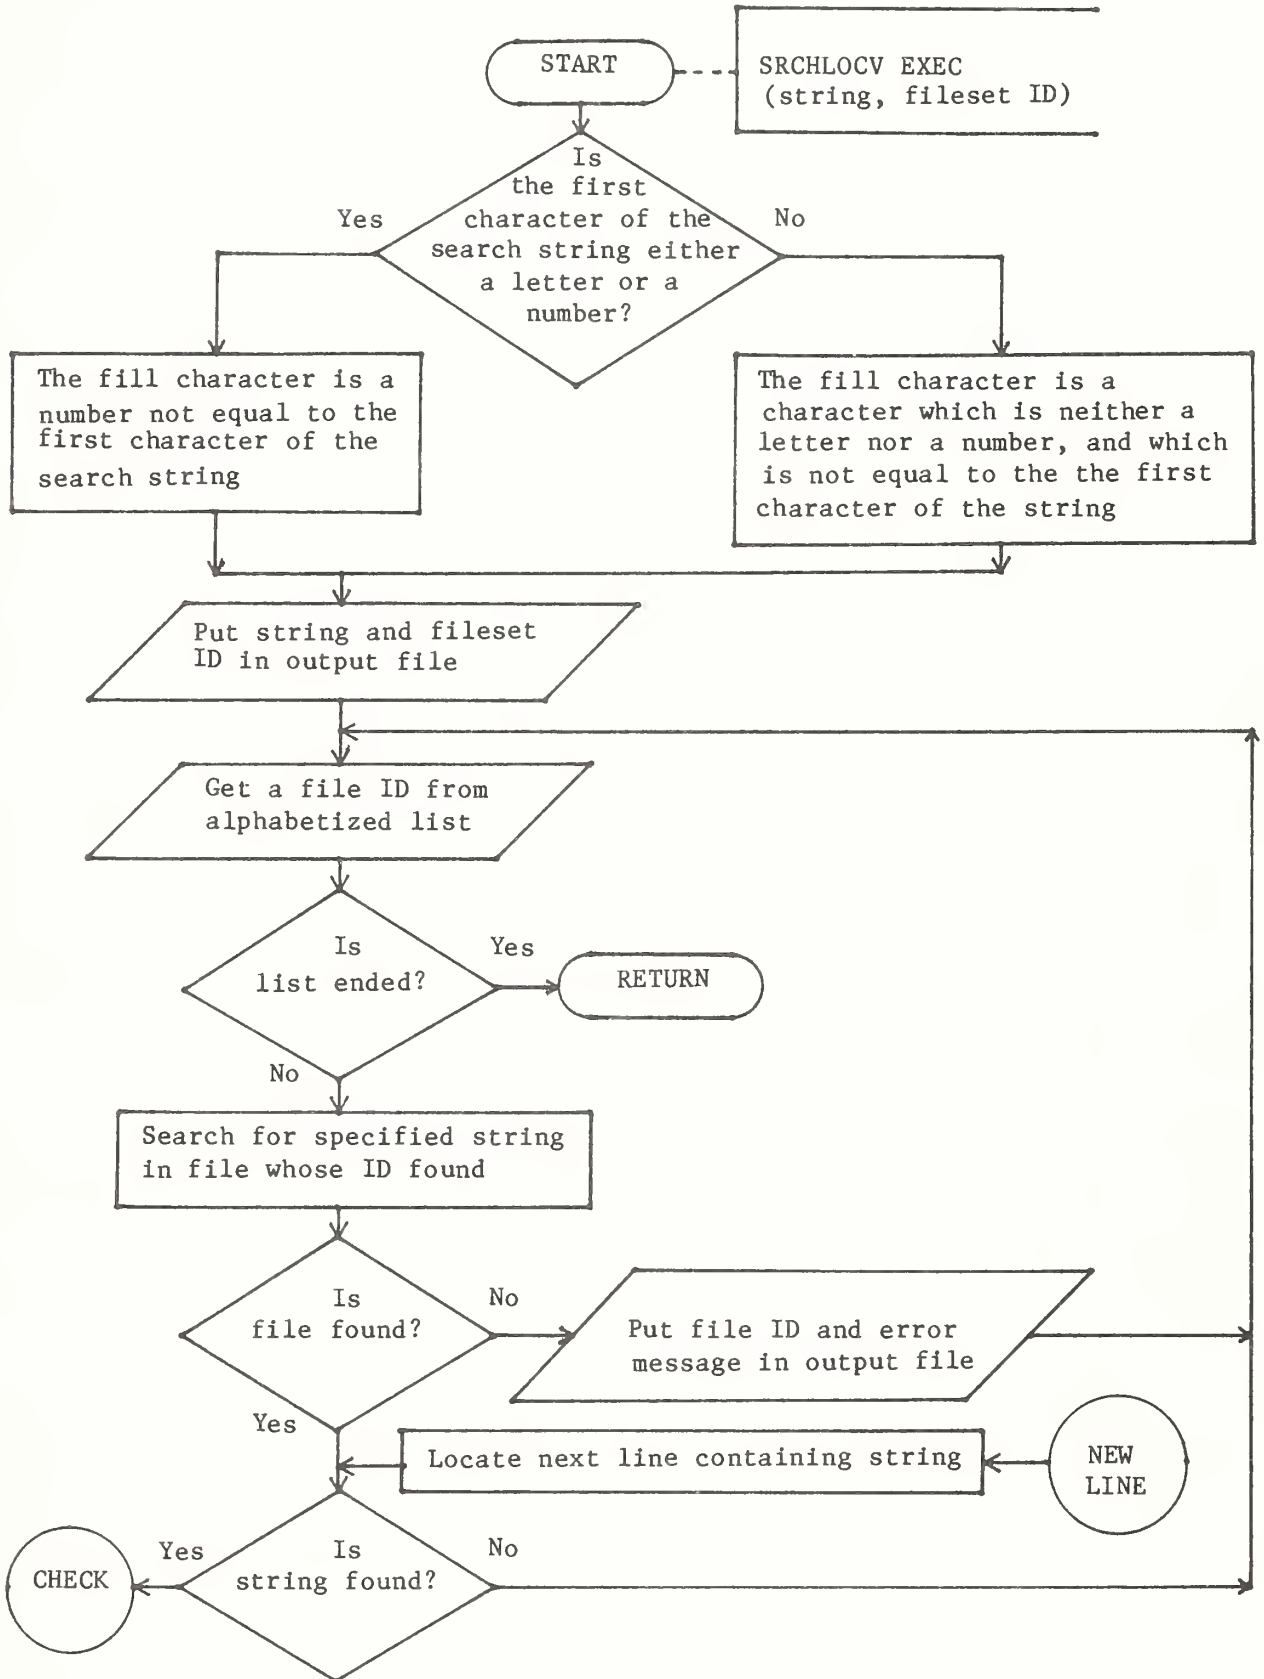 START
SRCHLOCV EXEC
(string, fileset ID)
Is
the first
character of the
search string either
a letter or a
number?
Yes
No
The fill character is a
number not equal to the
first character of the
search string
The fill character is a
character which is neither a
letter nor a number, and which
is not equal to the the first
character of the string
Put string and fileset
ID in output file
Get a file ID from
alphabetized list
Is
list ended?
Yes
RETURN
No
Search for specified string
in file whose ID found
Is
file found?
No
Put file ID and error
message in output file
Yes
Locate next line containing string
NEW
LINE
Is
string found?
Yes
No
CHECK